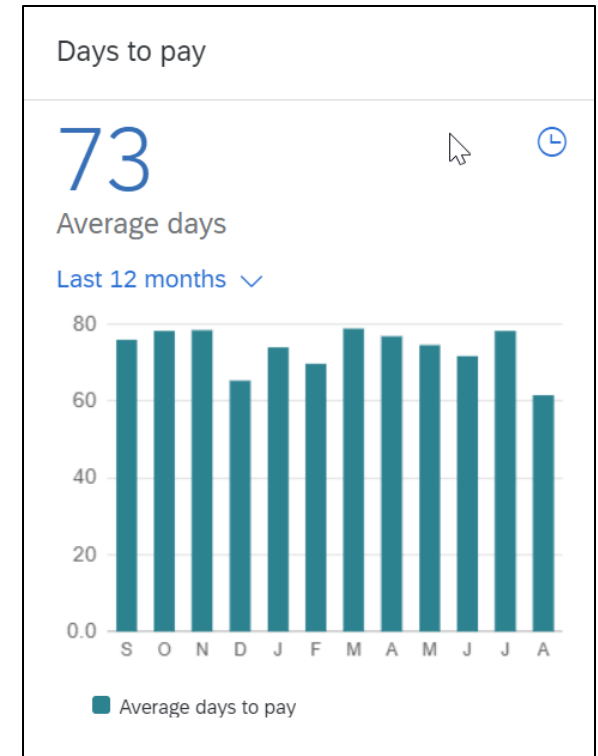 Days to pay
73
Average days
Last 12 months
80
60
40
20
0.0
S O N D J F M A M J J A
Average days to pay